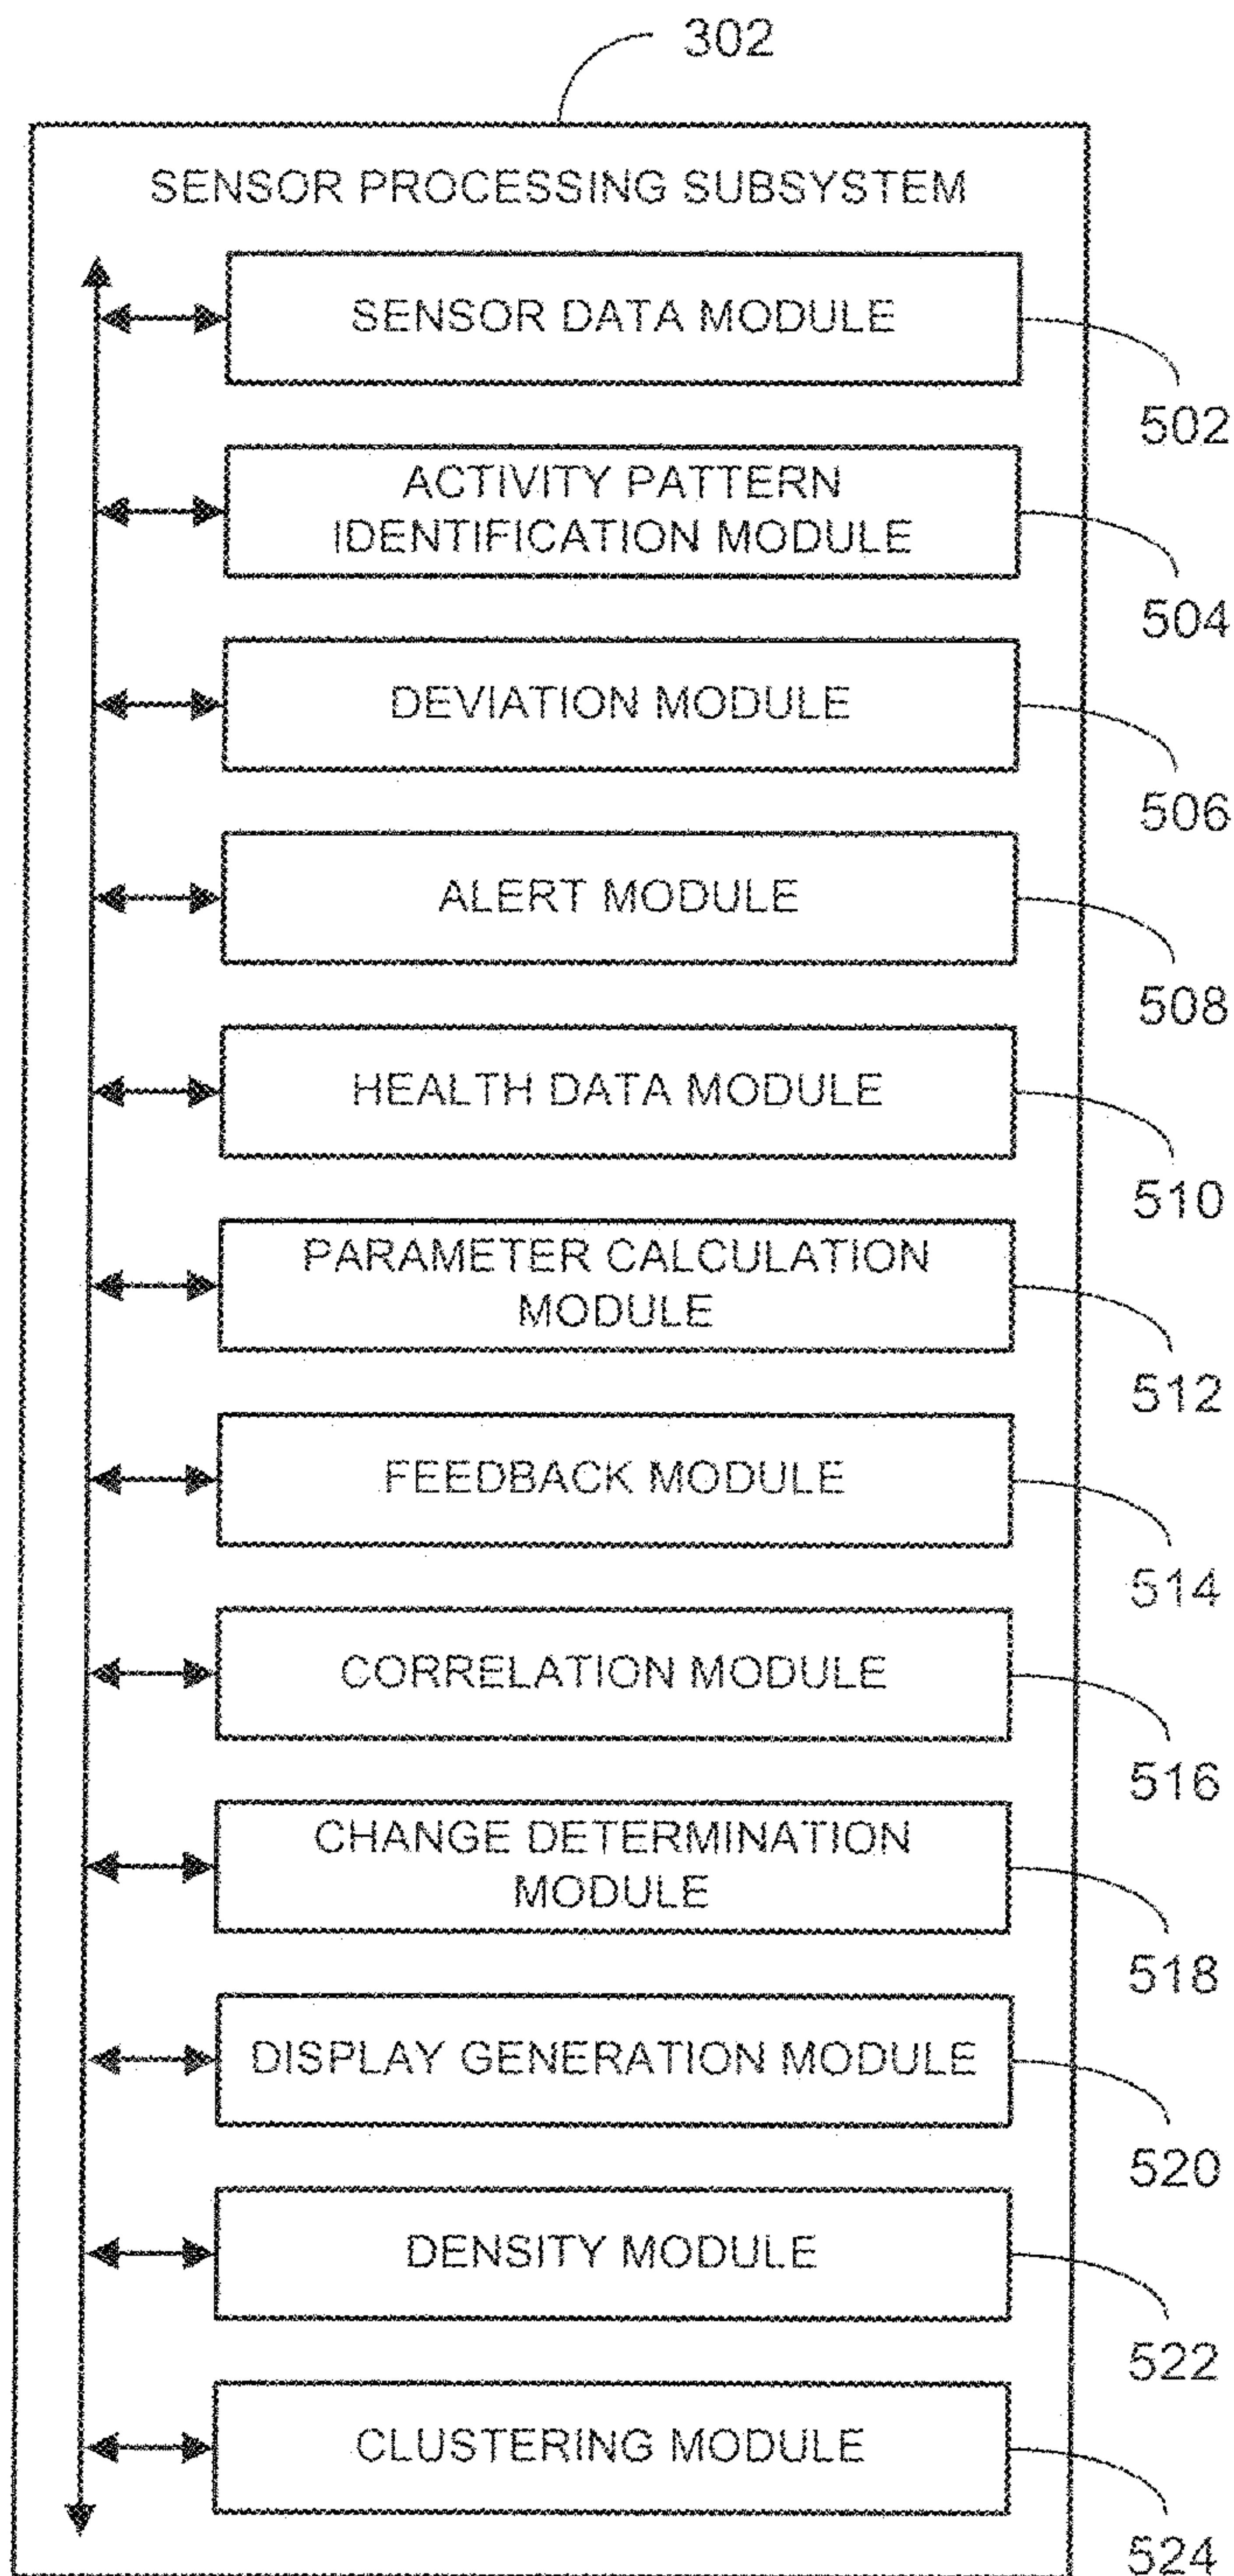 302
SENSOR PROCESSING SUBSYSTEM
SENSOR DATA MODULE
502
ACTIVITY PATTERN
IDENTIFICATION MODULE
504
DEVIATION MODULE
506
ALERT MODULE
508
HEALTH DATA MODULE
510
PARAMETER CALCULATION
MODULE
512
FEEDBACK MODULE
514
CORRELATION MODULE
516
CHANGE DETERMINATION
MODULE
518
DISPLAY GENERATION MODULE
520
DENSITY MODULE
522
CLUSTERING MODULE
524